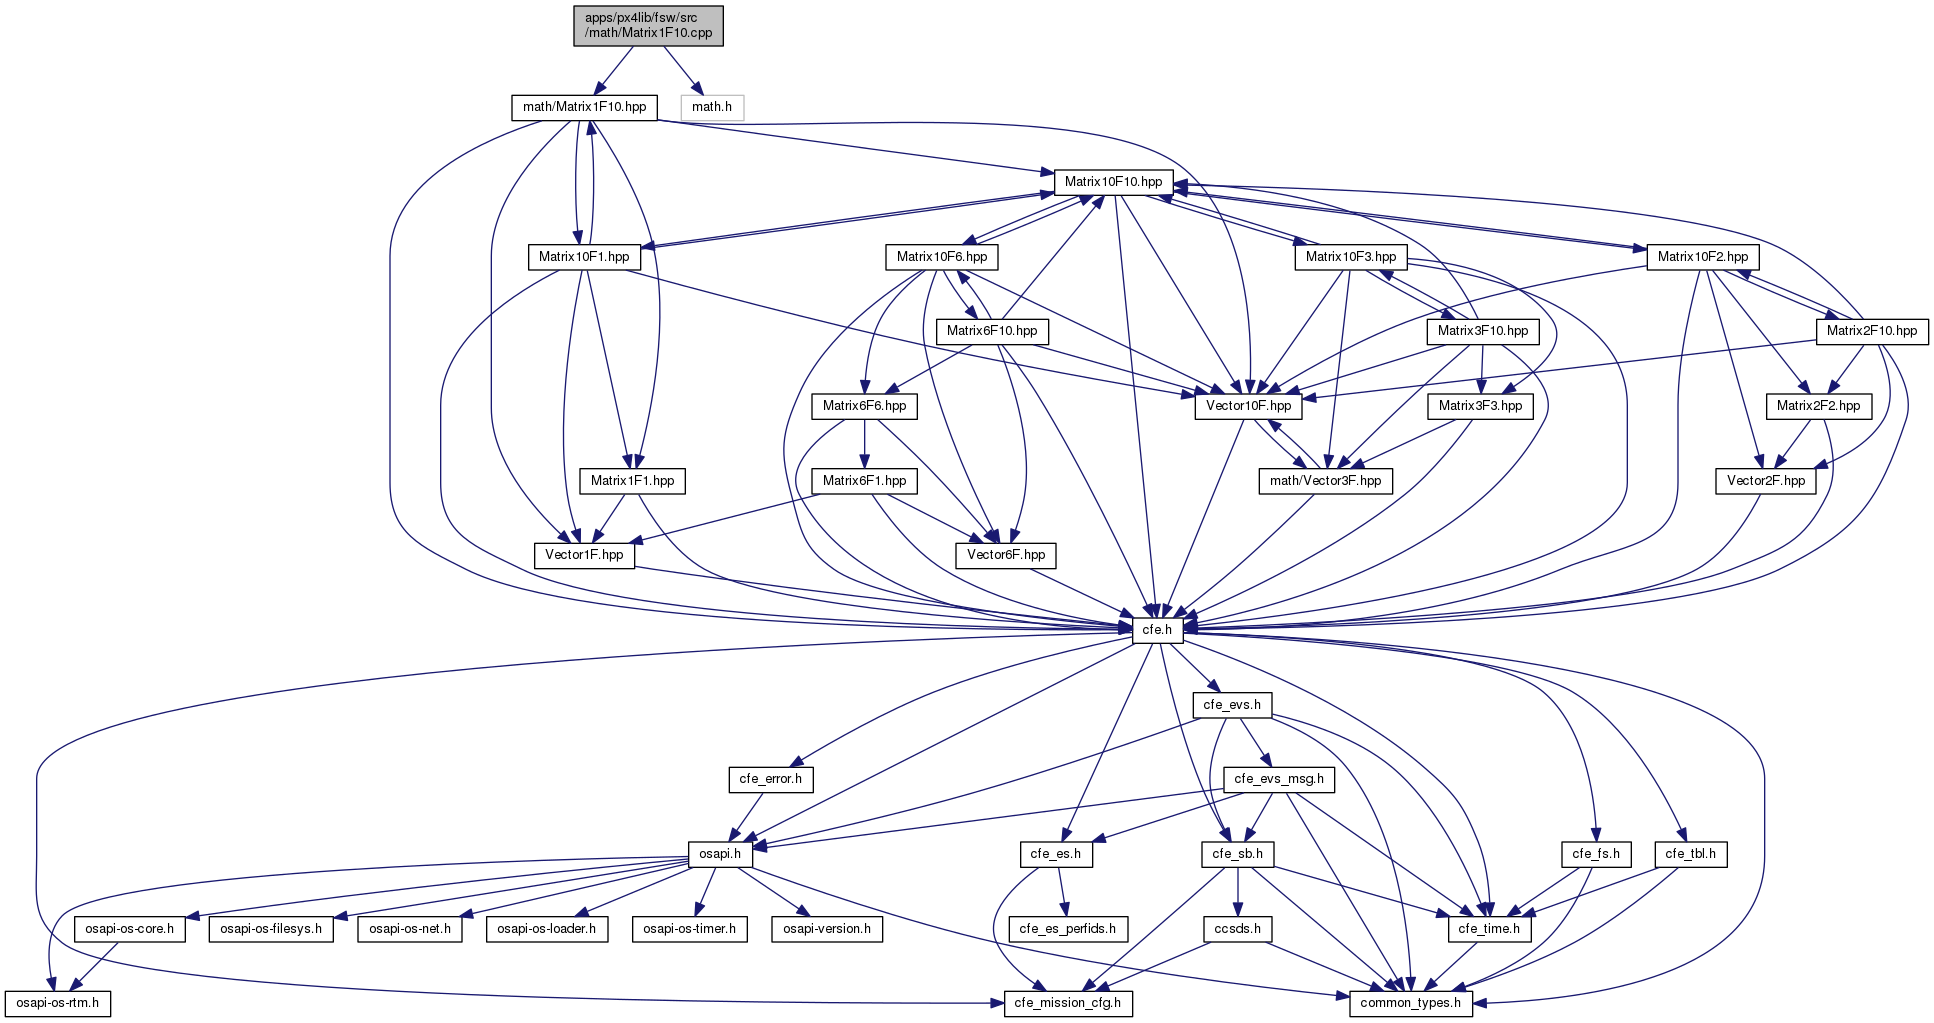 apps/px4lib/fsw/src
/math/Matrix1F10.cpp
math/Matrix1F10.hpp
math.h
Matrix10F10.hpp
Matrix10F1.hpp
Matrix10F6.hpp
Matrix10F3.hpp
Matrix10F2.hpp
Matrix6F10.hpp
Matrix3F10.hpp
Matrix2F10.hpp
Matrix6F6.hpp
Vector10F.hpp
Matrix3F3.hpp
Matrix2F2.hpp
Matrix1F1.hpp
Matrix6F1.hpp
math/Vector3F.hpp
Vector2F.hpp
Vector1F.hpp
Vector6F.hpp
cfe.h
cfe_evs.h
cfe_error.h
cfe_evs_msg.h
osapi.h
cfe_es.h
cfe_sb.h
cfe_fs.h
cfe_tbl.h
osapi-os-core.h
osapi-os-filesys.h
osapi-os-net.h
osapi-os-loader.h
osapi-os-timer.h
osapi-version.h
cfe_es_perfids.h
ccsds.h
cfe_time.h
osapi-os-rtm.h
cfe_mission_cfg.h
common_types.h